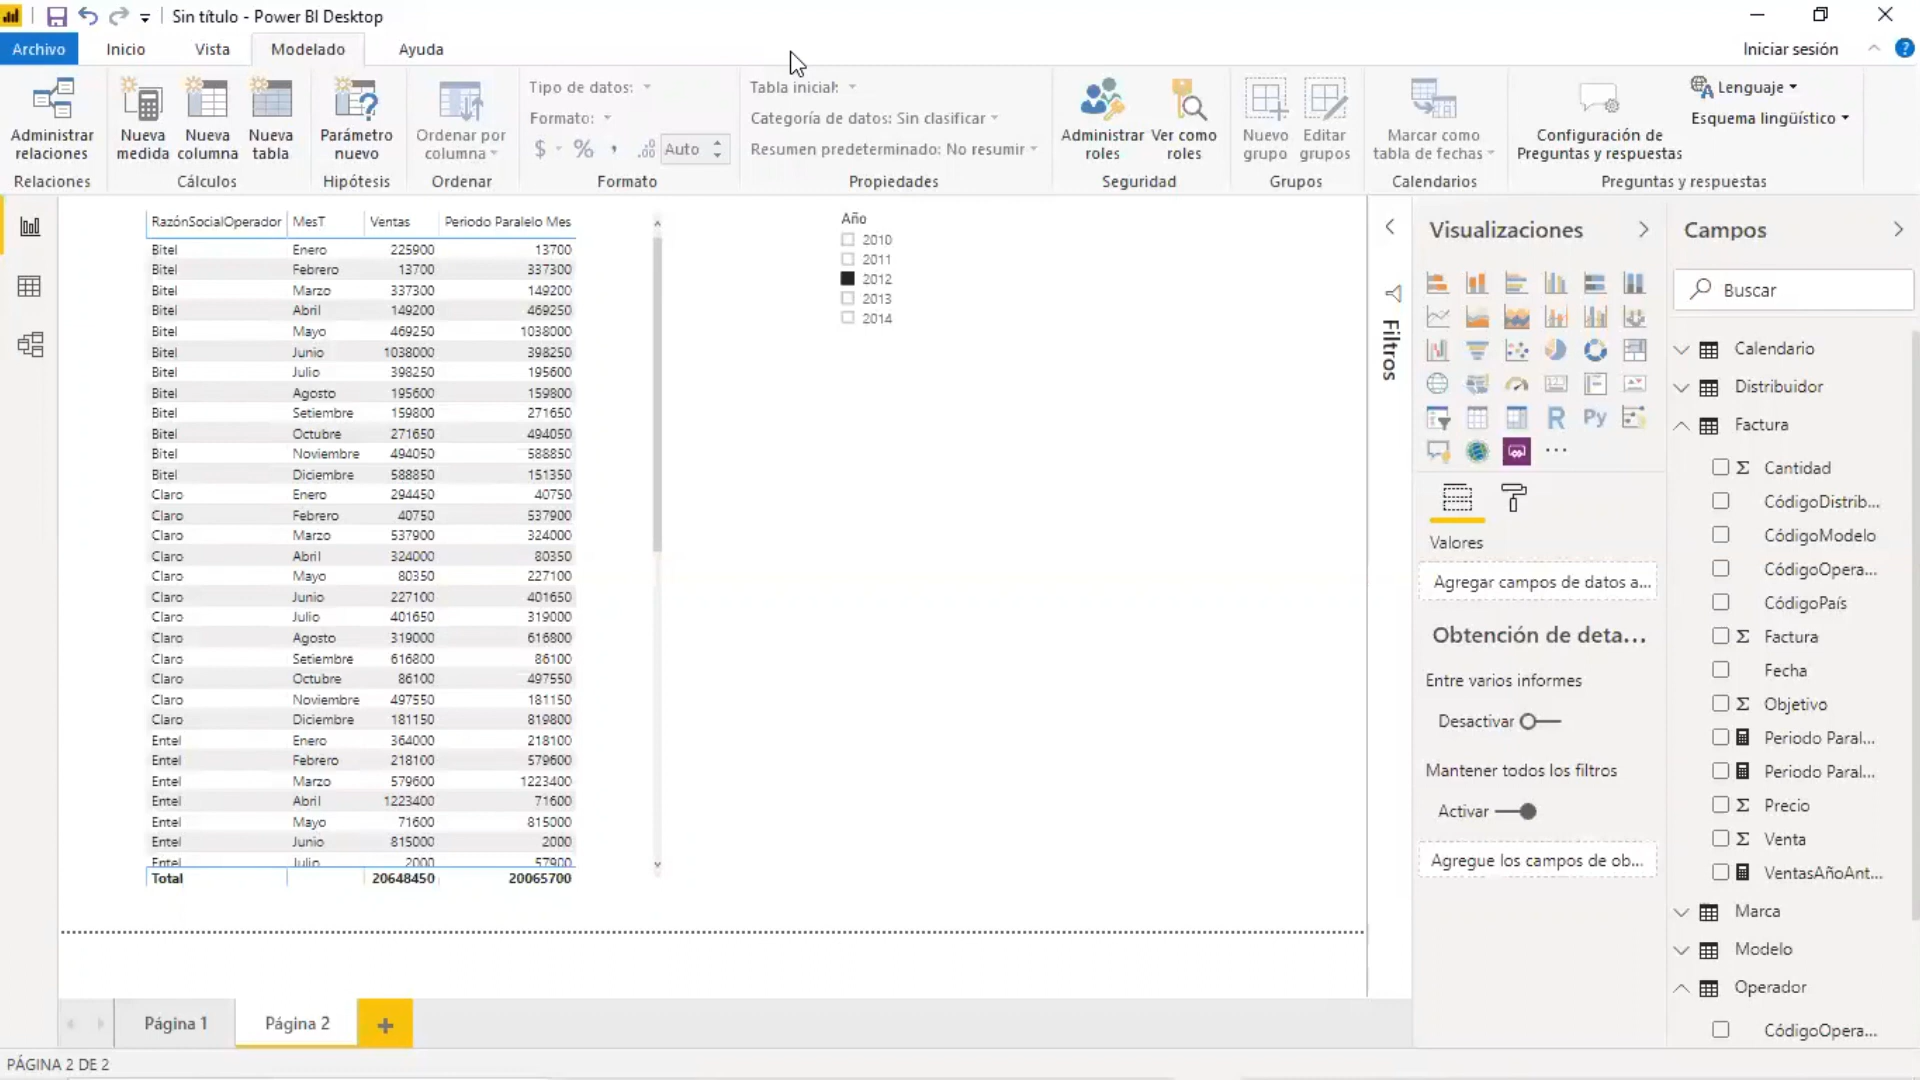 Sin título - Power BI Desktop
Archivo Inicio Vista Modelado Ayuda Iniciar sesión
Administrar relaciones
Nueva medida
Nueva columna
Nueva tabla
Parámetro nuevo
Ordenar por columna
Tipo de datos:
Formato:
$ % , .00 Auto
Tabla inicial:
Categoría de datos: Sin clasificar
Resumen predeterminado: No resumir
Administrar roles
Ver como roles
Nuevo grupo
Editar grupos
Marcar como tabla de fechas
Configuración de Preguntas y respuestas
Lenguaje
Esquema lingüístico
Relaciones Cálculos Hipótesis Ordenar Formato Propiedades Seguridad Grupos Calendarios Preguntas y respuestas
RazónSocialOperador MesT Ventas Periodo Paralelo Mes
Bitel Enero 225900 13700
Bitel Febrero 13700 337300
Bitel Marzo 337300 149200
Bitel Abril 149200 469250
Bitel Mayo 469250 1038000
Bitel Junio 1038000 398250
Bitel Julio 398250 195600
Bitel Agosto 195600 159800
Bitel Setiembre 159800 271650
Bitel Octubre 271650 494050
Bitel Noviembre 494050 588850
Bitel Diciembre 588850 151350
Claro Enero 294450 40750
Claro Febrero 40750 537900
Claro Marzo 537900 324000
Claro Abril 324000 80350
Claro Mayo 80350 227100
Claro Junio 227100 401650
Claro Julio 401650 319000
Claro Agosto 319000 616800
Claro Setiembre 616800 86100
Claro Octubre 86100 497550
Claro Noviembre 497550 181150
Claro Diciembre 181150 819800
Entel Enero 364000 218100
Entel Febrero 218100 579600
Entel Marzo 579600 1223400
Entel Abril 1223400 71600
Entel Mayo 71600 815000
Entel Junio 815000 2000
Entel Julio 2000 57900
Total 20648450 20065700
Año
2010
2011
2012
2013
2014
Filtros
Visualizaciones
R Py
Valores
Agregar campos de datos a...
Obtención de deta...
Entre varios informes
Desactivar
Mantener todos los filtros
Activar
Agregue los campos de ob...
Campos
Buscar
Calendario
Distribuidor
Factura
Σ Cantidad
CódigoDistrib...
CódigoModelo
CódigoOpera...
CódigoPaís
Σ Factura
Fecha
Σ Objetivo
Periodo Paral...
Periodo Paral...
Σ Precio
Σ Venta
VentasAñoAnt...
Marca
Modelo
Operador
CódigoOpera...
Página 1 Página 2 +
PÁGINA 2 DE 2